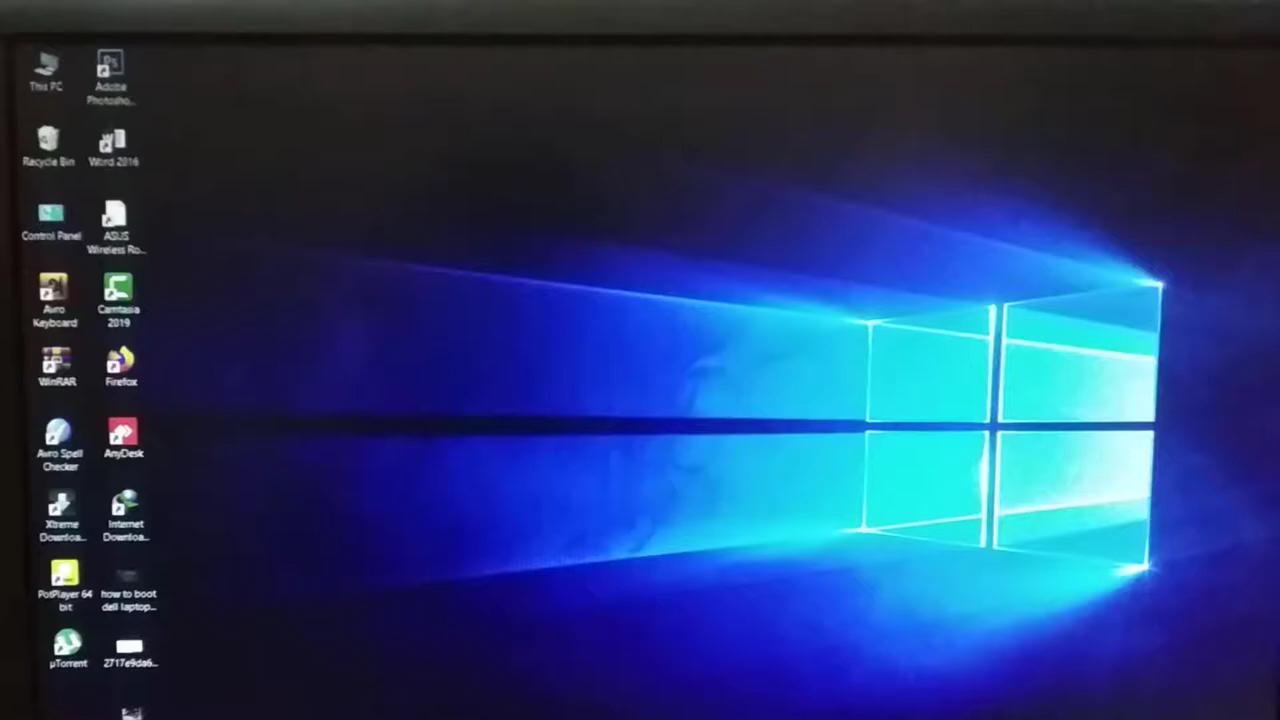 This PC
Adobe
Photosho...
Recycle Bin
Word 2016
Control Panel
ASUS
Wireless Ro...
Avro
Keyboard
Camtasia
2019
WinRAR
Firefox
Avro Spell
Checker
AnyDesk
Xtreme
Downloa...
Internet
Downloa...
PotPlayer 64
bit
how to boot
dell laptop...
µTorrent
2717e9da6...